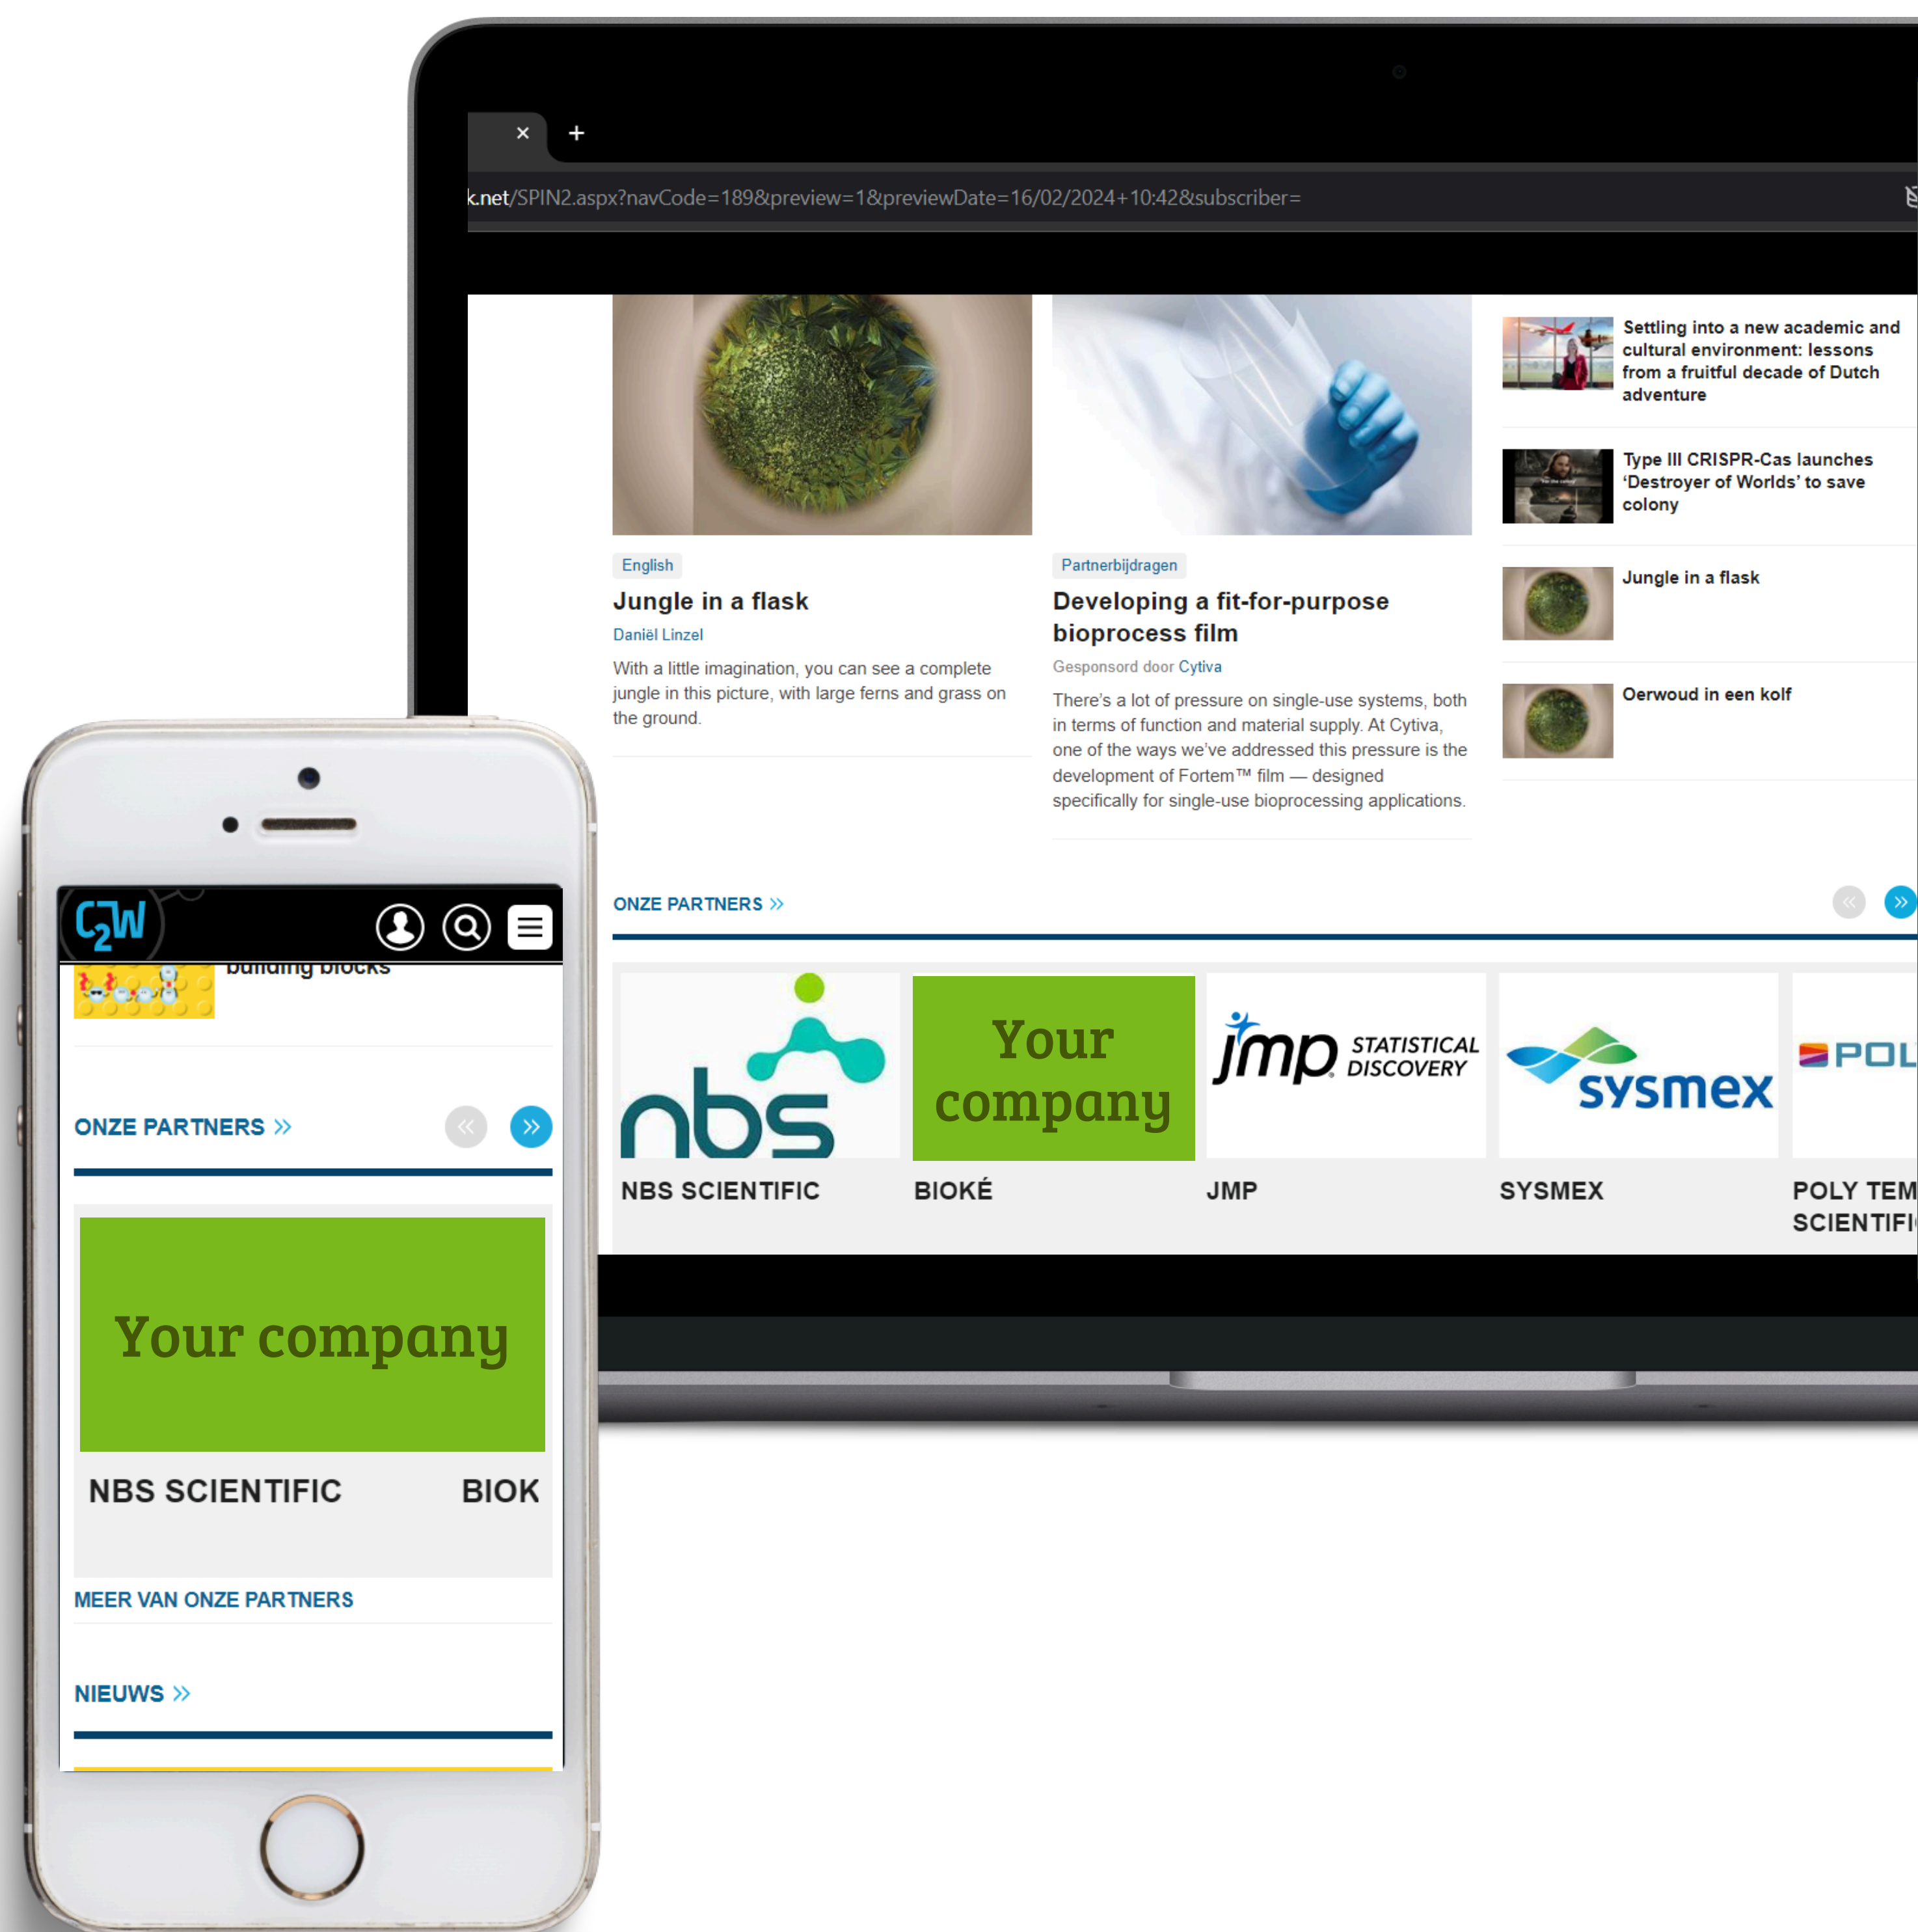 k.net/SPIN2.aspx?navCode=189&preview=1&previewDate=16/02/2024+10:42&subscriber=
English
Jungle in a flask
Daniël Linzel
With a little imagination, you can see a complete
jungle in this picture, with large ferns and grass on
the ground.
Partnerbijdragen
Developing a fit-for-purpose
bioprocess film
Gesponsord door Cytiva
There's a lot of pressure on single-use systems, both
in terms of function and material supply. At Cytiva,
one of the ways we've addressed this pressure is the
development of Fortem™ film — designed
specifically for single-use bioprocessing applications.
Settling into a new academic and
cultural environment: lessons
from a fruitful decade of Dutch
adventure
Type III CRISPR-Cas launches
‘Destroyer of Worlds’ to save
colony
Jungle in a flask
Oerwoud in een kolf
ONZE PARTNERS »
nbs
NBS SCIENTIFIC
Your
company
BIOKÉ
jmp STATISTICAL
DISCOVERY
JMP
sysmex
SYSMEX
POL
POLY TEM
SCIENTIFI
C2W
building blocks
ONZE PARTNERS »
Your company
NBS SCIENTIFIC BIOK
MEER VAN ONZE PARTNERS
NIEUWS »